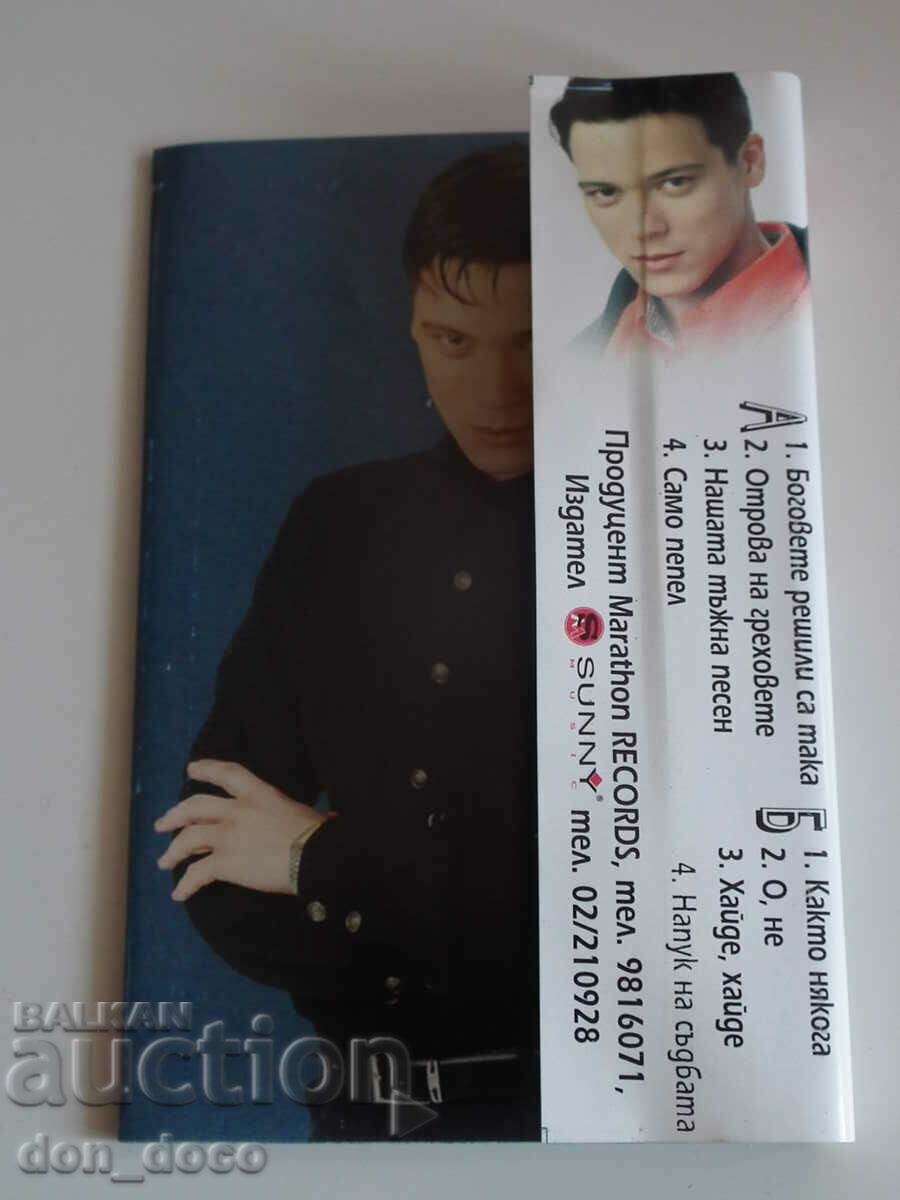 А
1. Боговете решили са така
2. Отрова на греховете
3. Нашата тъжна песен
4. Само пепел
Б
1. Както някога
2. О, не
3. Хайде, хайде
4. Напук на съдбата
Продуцент Marathon RECORDS, тел. 9816071,
Издател SM SUNNY® MUSIC тел. 02/210928
BALKAN
auction
don_doco